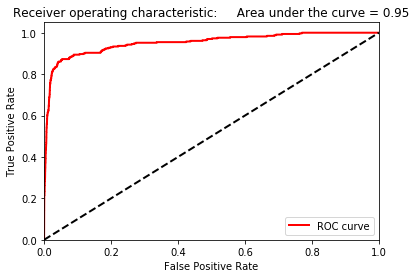 Receiver operating characteristic: Area under the curve = 0.95
1.0
0.8
0.6
0.4
0.2
0.0
True Positive Rate
ROC curve
0.0 0.2 0.4 0.6 0.8 1.0
False Positive Rate